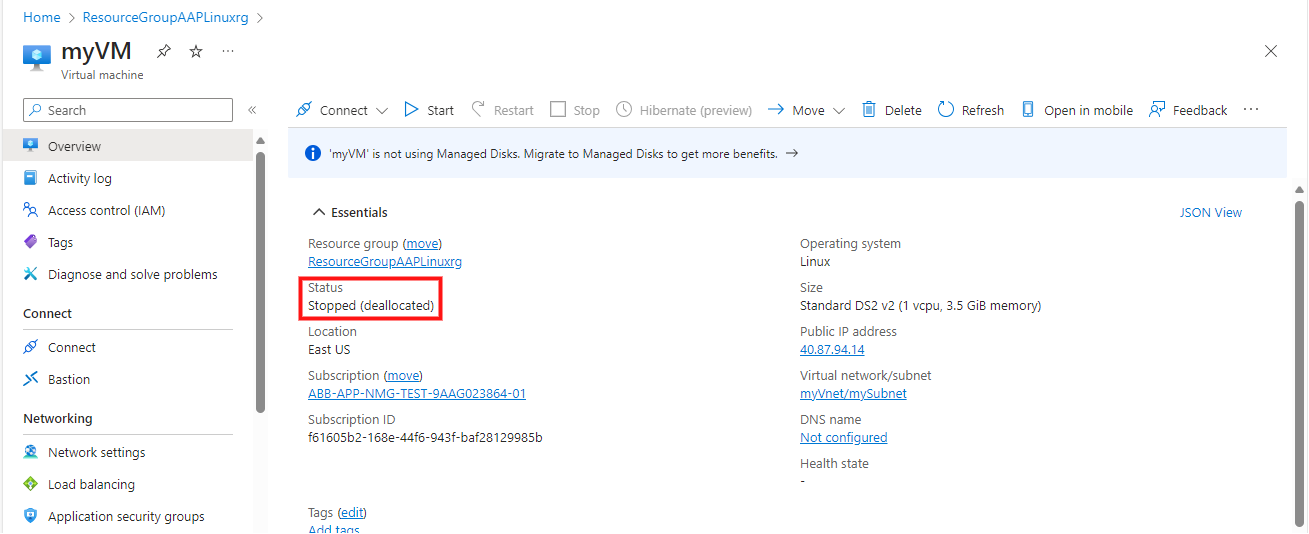 Home > ResourceGroupAAPLinuxrg >
myVM
Virtual machine
Search
Connect Start Restart Stop Hibernate (preview) Move Delete Refresh Open in mobile Feedback
Overview
Activity log
Access control (IAM)
Tags
Diagnose and solve problems
Connect
Connect
Bastion
Networking
Network settings
Load balancing
Application security groups
'myVM' is not using Managed Disks. Migrate to Managed Disks to get more benefits. →
Essentials
JSON View
Resource group (move)
ResourceGroupAAPLinuxrg
Status
Stopped (deallocated)
Location
East US
Subscription (move)
ABB-APP-NMG-TEST-9AAG023864-01
Subscription ID
f61605b2-168e-44f6-943f-baf28129985b
Operating system
Linux
Size
Standard DS2 v2 (1 vcpu, 3.5 GiB memory)
Public IP address
40.87.94.14
Virtual network/subnet
myVnet/mySubnet
DNS name
Not configured
Health state
-
Tags (edit)
Add tags